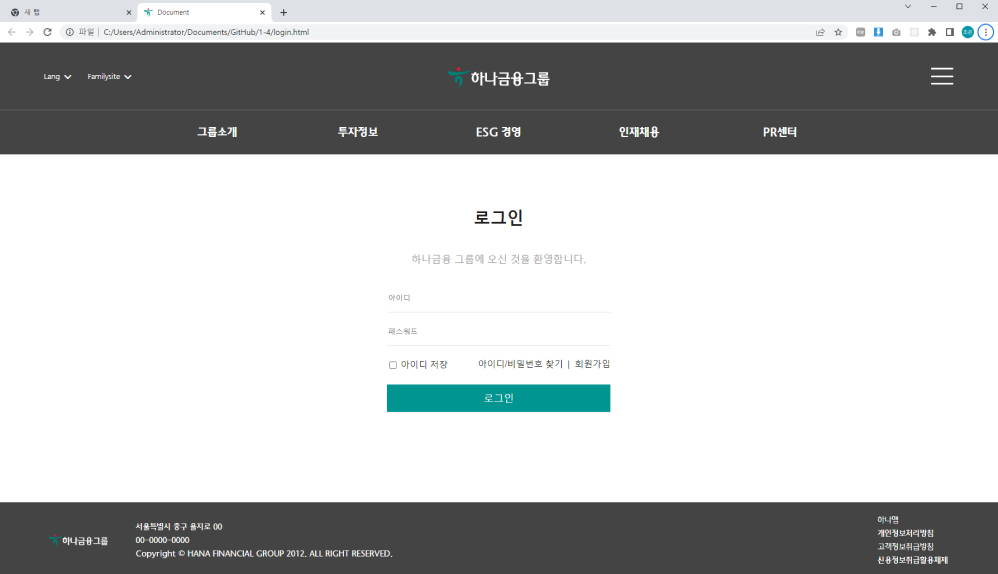 새 탭
Document
파일 | C:/Users/Administrator/Documents/GitHub/1-4/login.html
Lang
Familysite
하나금융그룹
그룹소개
투자정보
ESG 경영
인재채용
PR센터
로그인
하나금융 그룹에 오신 것을 환영합니다.
아이디
패스워드
아이디 저장
아이디/비밀번호 찾기 | 회원가입
로그인
하나금융그룹
서울특별시 중구 을지로 00
00-0000-0000
Copyright © HANA FINANCIAL GROUP 2012. ALL RIGHT RESERVED.
하나맵
개인정보처리방침
고객정보취급방침
신용정보취급활용체제